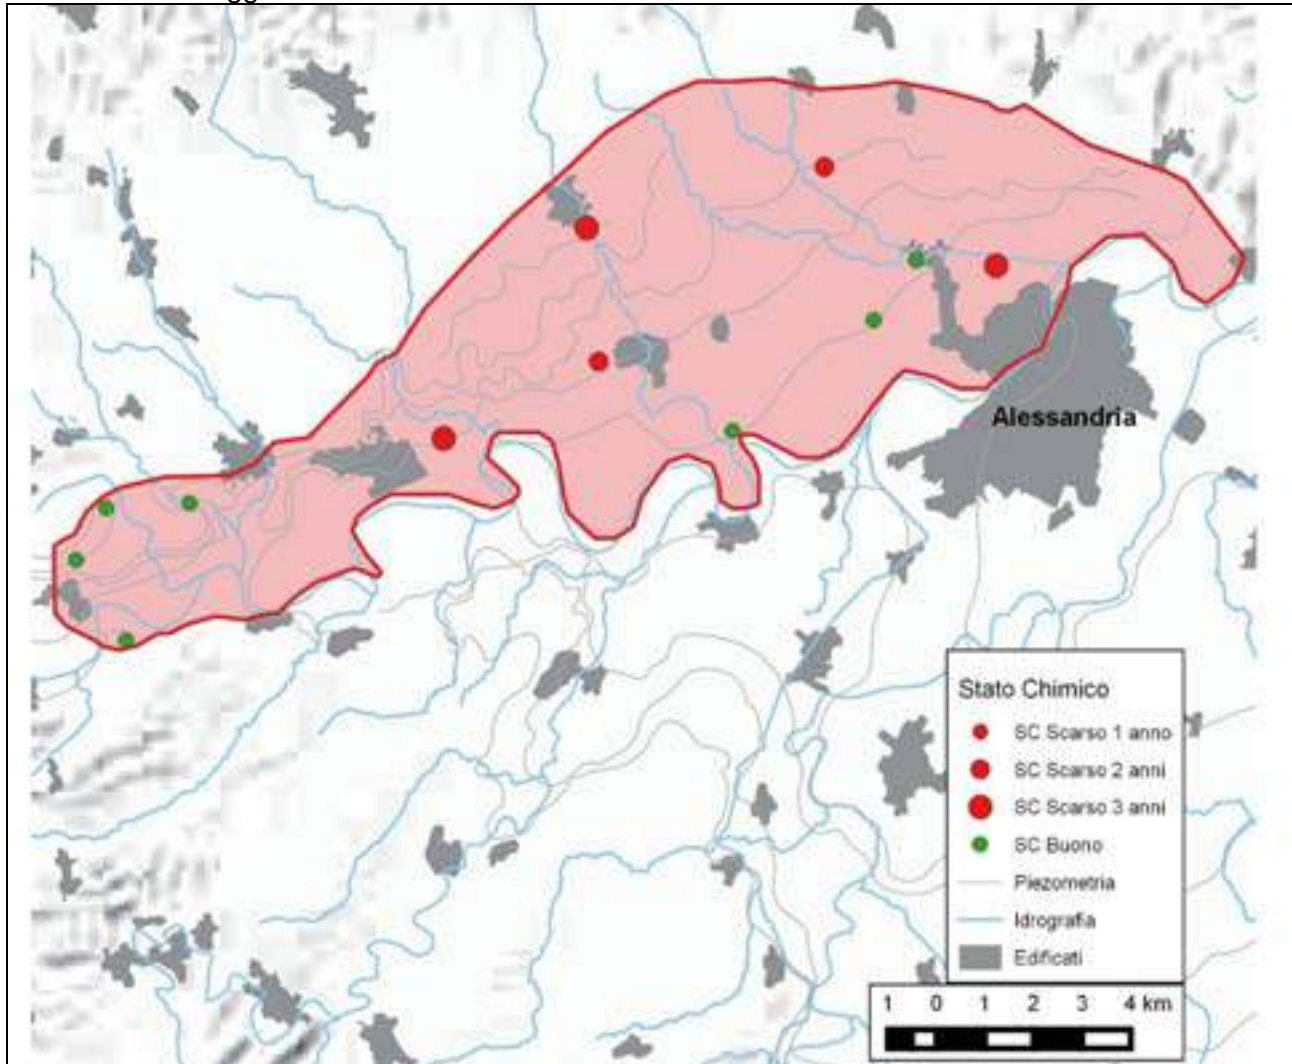 Alessandria
Stato Chimico
SC Scarso 1 anno
SC Scarso 2 anni
SC Scarso 3 anni
SC Buono
Piezometria
Idrografia
Edificati
1 0 1 2 3 4 km